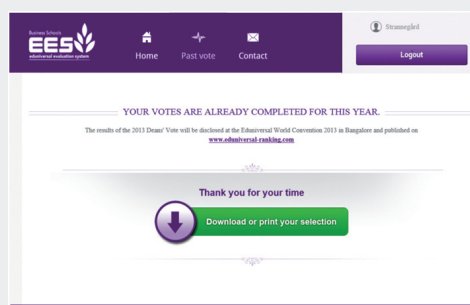 Business Schools
EES
eduniversal evaluation system
Home
Past vote
Contact
Strannegård
Logout
YOUR VOTES ARE ALREADY COMPLETED FOR THIS YEAR.
The results of the 2013 Deans' Vote will be disclosed at the Eduniversal World Convention 2013 in Bangalore and published on
www.eduniversal-ranking.com
Thank you for your time
Download or print your selection